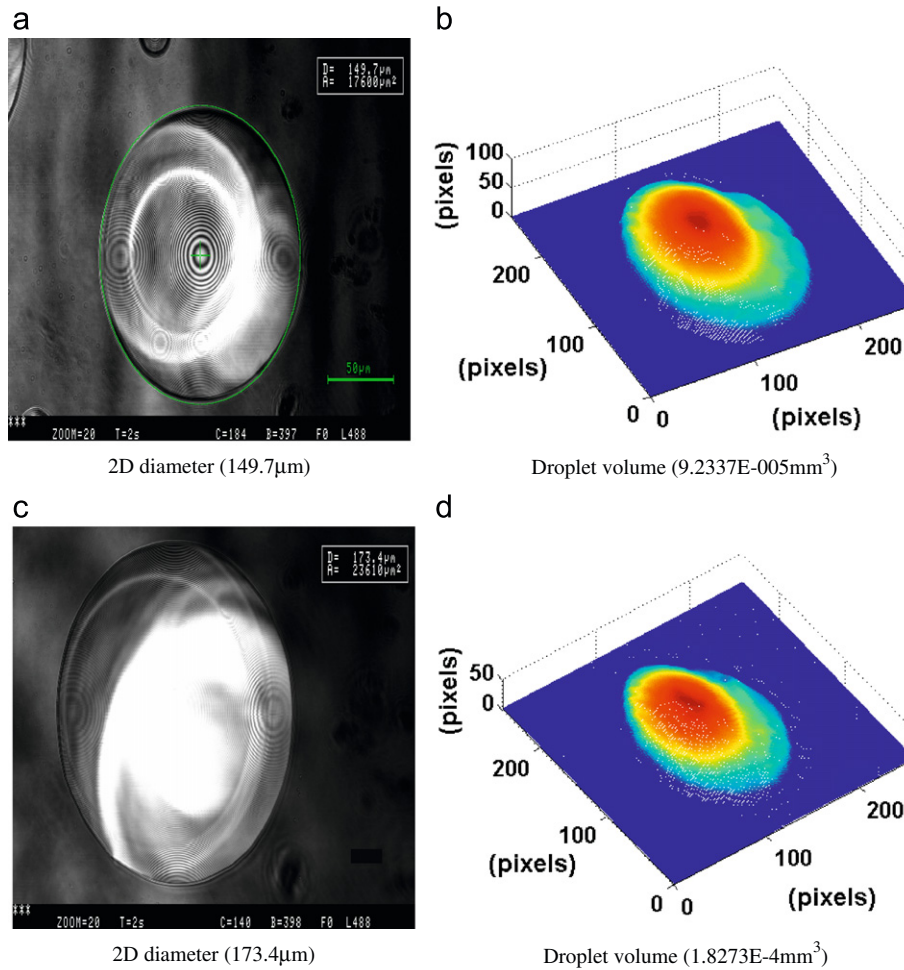 a
D= 149.7µm
A= 17600µm²
50µm
***
ZOOM=20 T=2s C=184 B=397 F0 L488
2D diameter (149.7µm)
b
100
50
0
(pixels)
200
100
0
(pixels)
0
100
200
(pixels)
Droplet volume (9.2337E-005mm³)
c
D= 173.4µm
A= 23610µm²
***
ZOOM=20 T=2s C=140 B=398 F0 L488
2D diameter (173.4µm)
d
50
0
(pixels)
200
100
0
(pixels)
0
100
200
(pixels)
Droplet volume (1.8273E-4mm³)